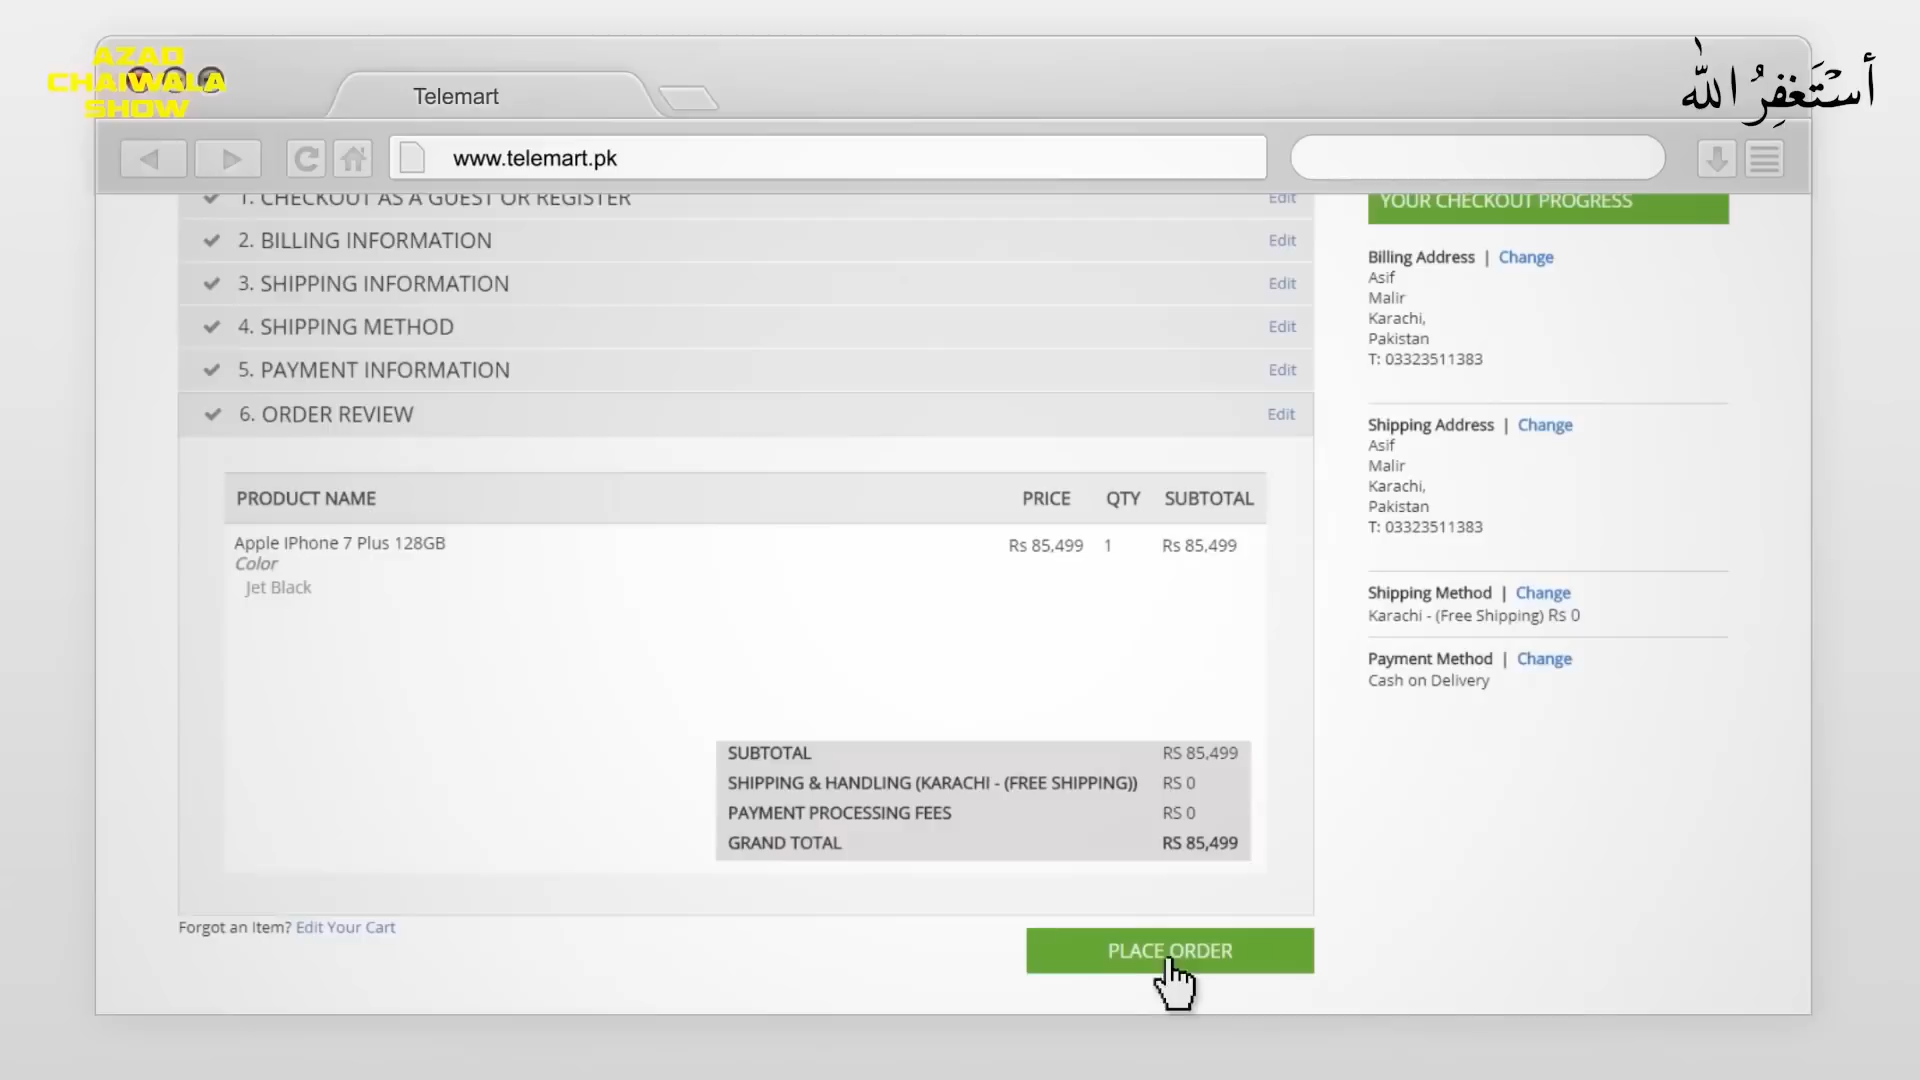 AZAD
CHAIWALA
SHOW
أَسْتَغْفِرُ اللّٰه
Telemart
www.telemart.pk
1. CHECKOUT AS A GUEST OR REGISTER Edit
2. BILLING INFORMATION Edit
3. SHIPPING INFORMATION Edit
4. SHIPPING METHOD Edit
5. PAYMENT INFORMATION Edit
6. ORDER REVIEW Edit
PRODUCT NAME PRICE QTY SUBTOTAL
Apple IPhone 7 Plus 128GB Rs 85,499 1 Rs 85,499
Color
Jet Black
SUBTOTAL RS 85,499
SHIPPING & HANDLING (KARACHI - (FREE SHIPPING)) RS 0
PAYMENT PROCESSING FEES RS 0
GRAND TOTAL RS 85,499
Forgot an Item? Edit Your Cart
PLACE ORDER
YOUR CHECKOUT PROGRESS
Billing Address | Change
Asif
Malir
Karachi,
Pakistan
T: 03323511383
Shipping Address | Change
Asif
Malir
Karachi,
Pakistan
T: 03323511383
Shipping Method | Change
Karachi - (Free Shipping) Rs 0
Payment Method | Change
Cash on Delivery